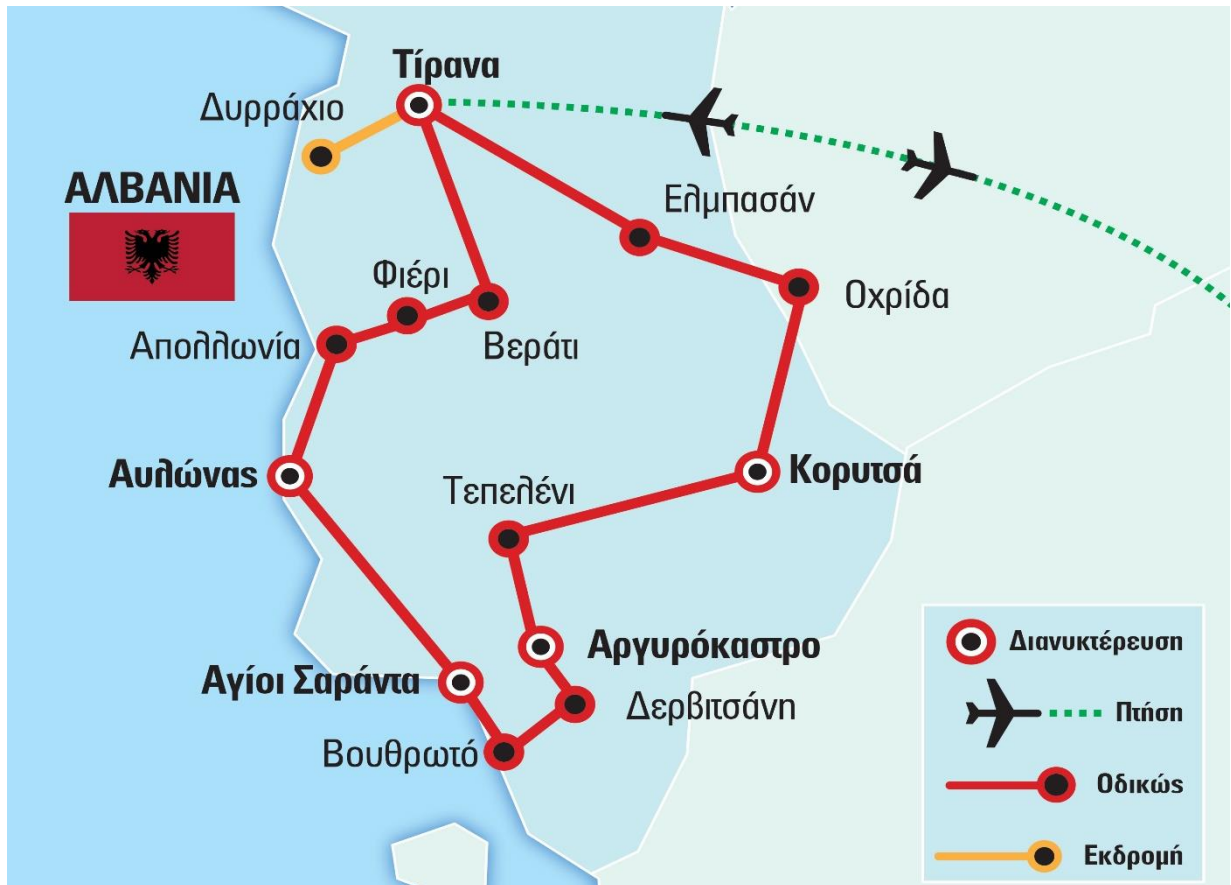 Τίρανα
Δυρράχιο
ΑΛΒΑΝΙΑ
Ελμπασάν
Φιέρι
Οχρίδα
Απολλωνία
Βεράτι
Αυλώνας
Τεπελένι
Κορυτσά
Αγίοι Σαράντα
Αργυρόκαστρο
Δερβιτσάνη
Βουθρωτό
Διανυκτέρευση
Πτήση
Οδικώς
Εκδρομή